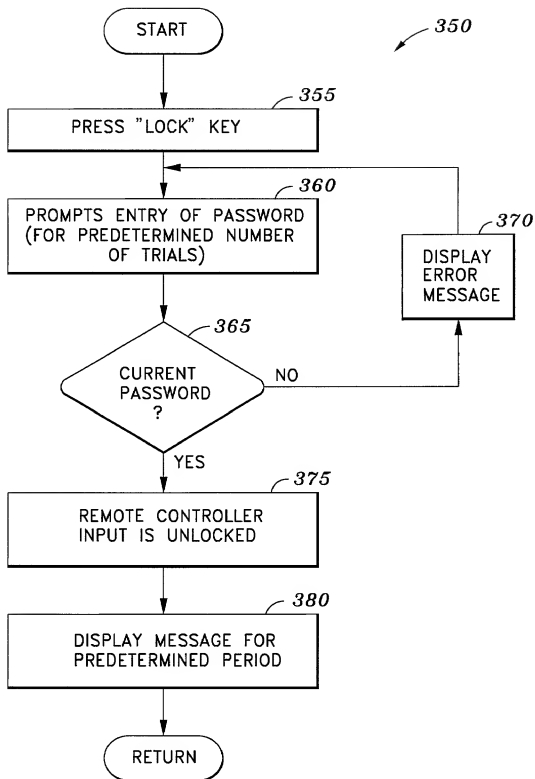 START
350
355
PRESS "LOCK" KEY
360
PROMPTS ENTRY OF PASSWORD
(FOR PREDETERMINED NUMBER
OF TRIALS)
370
DISPLAY
ERROR
MESSAGE
365
CURRENT
PASSWORD
?
NO
YES
375
REMOTE CONTROLLER
INPUT IS UNLOCKED
380
DISPLAY MESSAGE FOR
PREDETERMINED PERIOD
RETURN